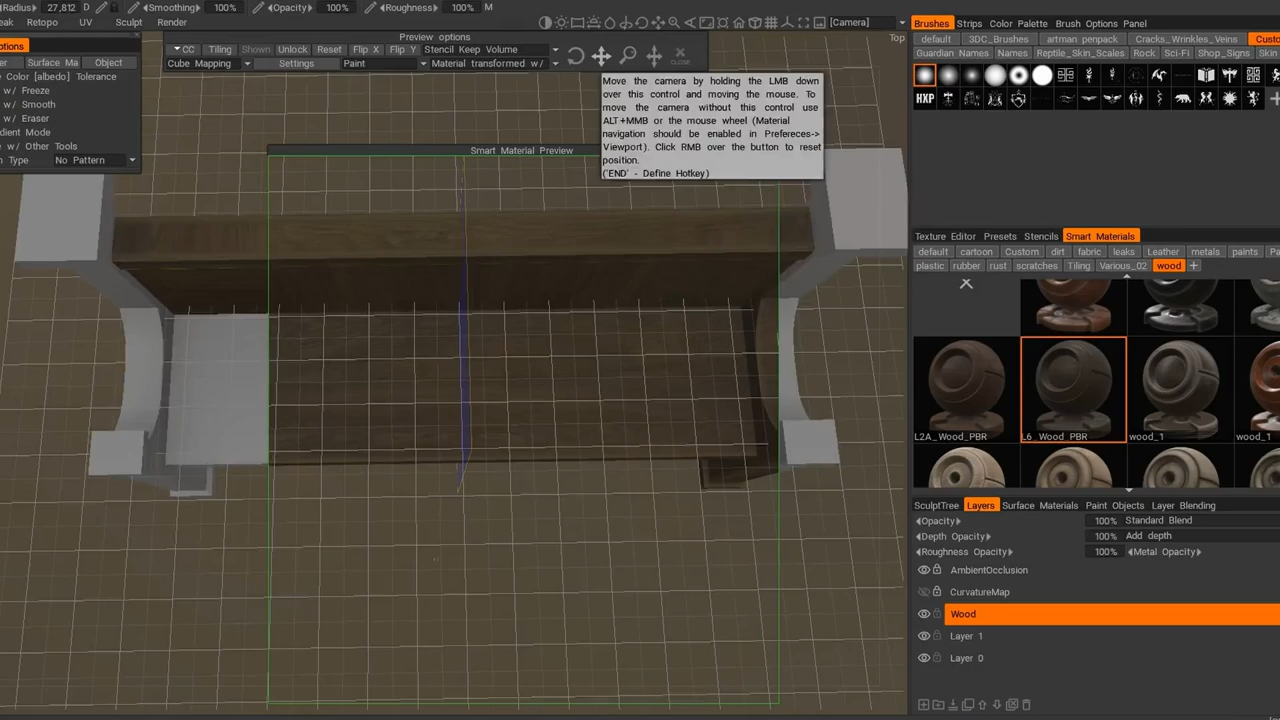 Radius 27,812 D Smoothing 100% Opacity 100% Roughness 100% M
Retopo UV Sculpt Render
[Camera]
Preview options
CC Tiling Shown Unlock Reset Flip X Flip Y Stencil Keep Volume
Cube Mapping Settings Paint Material transformed w/
CLOSE
Top
Move the camera by holding the LMB down
over this control and moving the mouse. To
move the camera without this control use
ALT+MMB or the mouse wheel (Material
navigation should be enabled in Prefereces->
Viewport). Click RMB over the button to reset
position.
('END' - Define Hotkey)
Smart Material Preview
ptions
er Surface Ma Object
Color [albedo] Tolerance
w/ Freeze
w/ Smooth
w/ Eraser
dient Mode
w/ Other Tools
n Type No Pattern
Brushes Strips Color Palette Brush Options Panel
default 3DC_Brushes artman penpack Cracks_Wrinkles_Veins Custo
Guardian Names Names Reptile_Skin_Scales Rock Sci-Fi Shop_Signs Skin
HXP
Texture Editor Presets Stencils Smart Materials
default cartoon Custom dirt fabric leaks Leather metals paints Pa
plastic rubber rust scratches Tiling Various_02 wood +
L2A_Wood_PBR L6_Wood_PBR wood_1 wood_1
SculptTree Layers Surface Materials Paint Objects Layer Blending
Opacity 100% Standard Blend
Depth Opacity 100% Add depth
Roughness Opacity 100% Metal Opacity
AmbientOcclusion
CurvatureMap
Wood
Layer 1
Layer 0